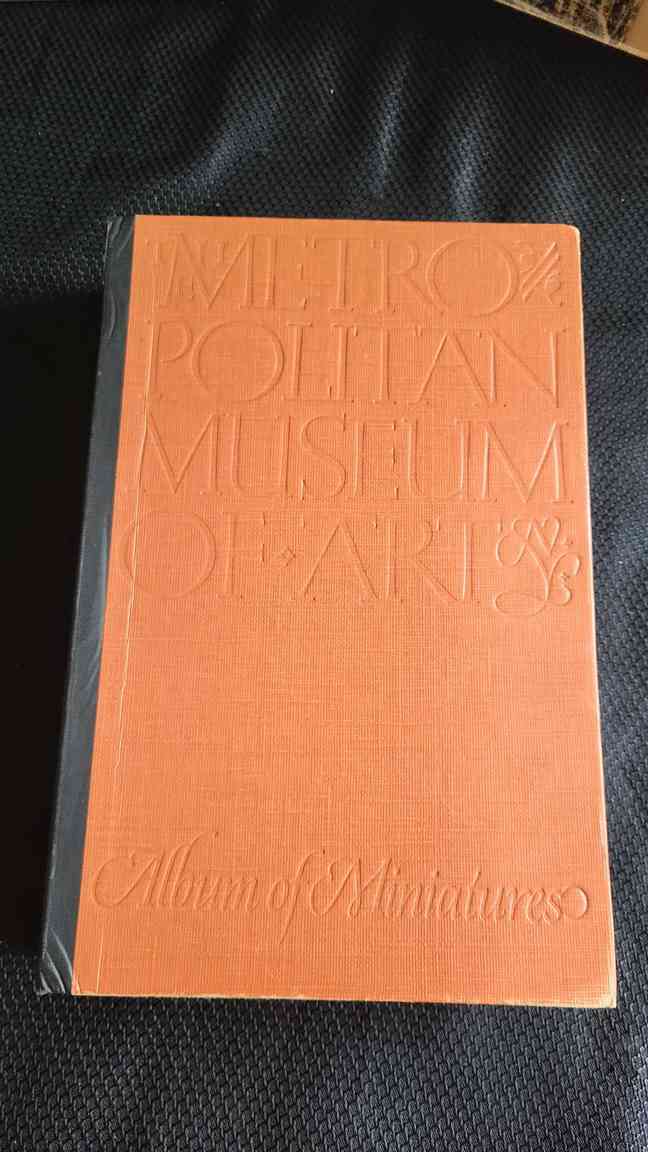 METRO
POLITAN
MUSEUM
OF · ART
Album of Miniatures